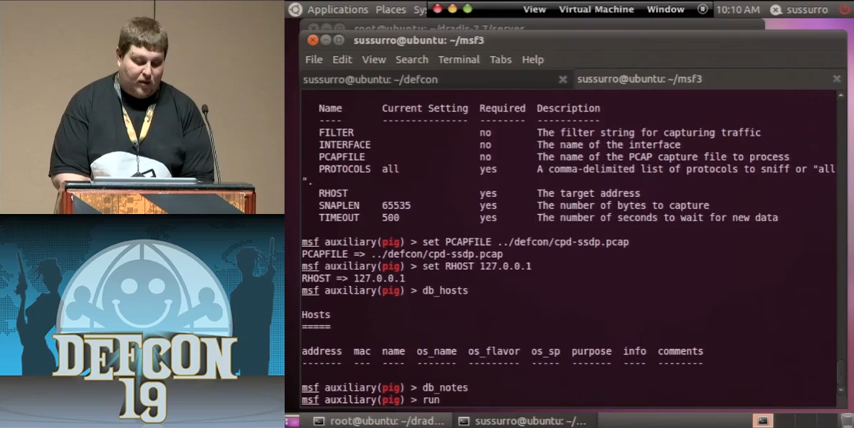 Applications Places Sy
View Virtual Machine Window 10:10 AM sussurro
sussurro@ubuntu: ~/msf3
File Edit View Search Terminal Tabs Help
sussurro@ubuntu: ~/defcon
sussurro@ubuntu: ~/msf3
Name Current Setting Required Description
---- --------------- -------- -----------
FILTER no The filter string for capturing traffic
INTERFACE no The name of the interface
PCAPFILE no The name of the PCAP capture file to process
PROTOCOLS all yes A comma-delimited list of protocols to sniff or "all
".
RHOST yes The target address
SNAPLEN 65535 yes The number of bytes to capture
TIMEOUT 500 yes The number of seconds to wait for new data
msf auxiliary(pig) > set PCAPFILE ../defcon/cpd-ssdp.pcap
PCAPFILE => ../defcon/cpd-ssdp.pcap
msf auxiliary(pig) > set RHOST 127.0.0.1
RHOST => 127.0.0.1
msf auxiliary(pig) > db_hosts
Hosts
=====
address mac name os_name os_flavor os_sp purpose info comments
------- --- ---- ------- --------- ----- ------- ---- --------
msf auxiliary(pig) > db_notes
msf auxiliary(pig) > run
root@ubuntu: ~/drad...
sussurro@ubuntu: ~/...
DEFCON
19